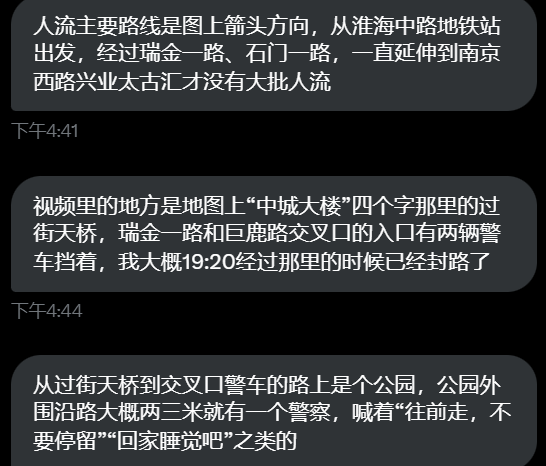 人流主要路线是图上箭头方向，从淮海中路地铁站
出发，经过瑞金一路、石门一路，一直延伸到南京
西路兴业太古汇才没有大批人流
下午4:41
视频里的地方是地图上“中城大楼”四个字那里的过
街天桥，瑞金一路和巨鹿路交叉口的入口有两辆警
车挡着，我大概19:20经过那里的时候已经封路了
下午4:44
从过街天桥到交叉口警车的路上是个公园，公园外
围沿路大概两三米就有一个警察，喊着“往前走，不
要停留”“回家睡觉吧”之类的